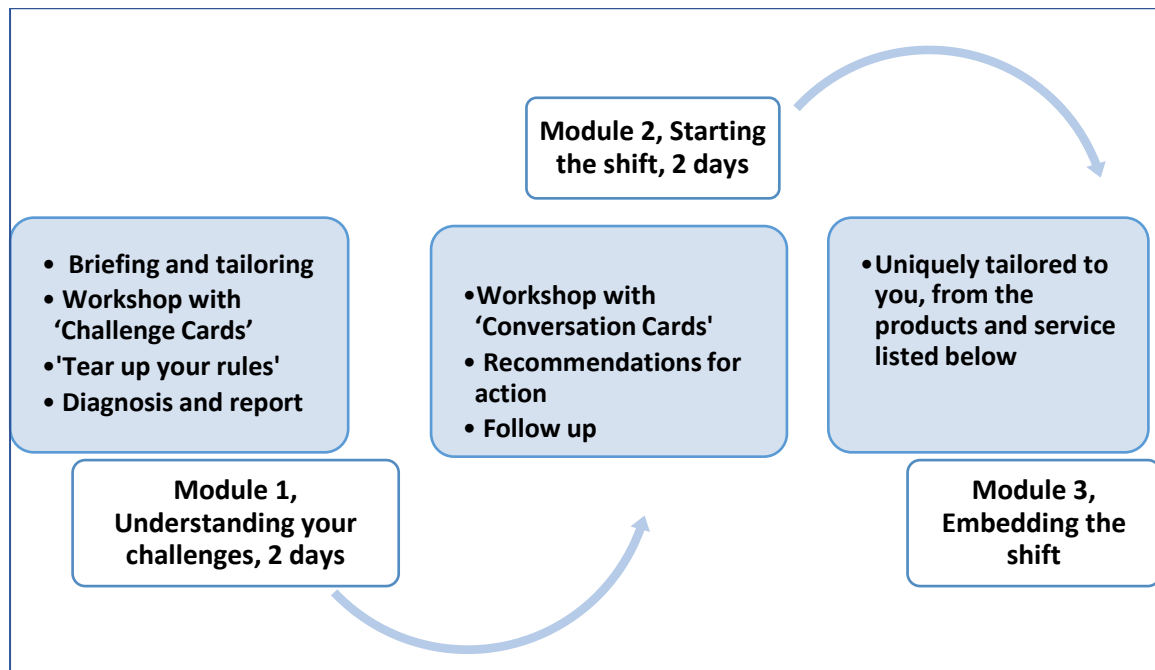 Module 2, Starting
the shift, 2 days
• Briefing and tailoring
• Workshop with
‘Challenge Cards’
•'Tear up your rules'
• Diagnosis and report
•Workshop with
‘Conversation Cards'
• Recommendations for
action
• Follow up
•Uniquely tailored to
you, from the
products and service
listed below
Module 1,
Understanding your
challenges, 2 days
Module 3,
Embedding the
shift